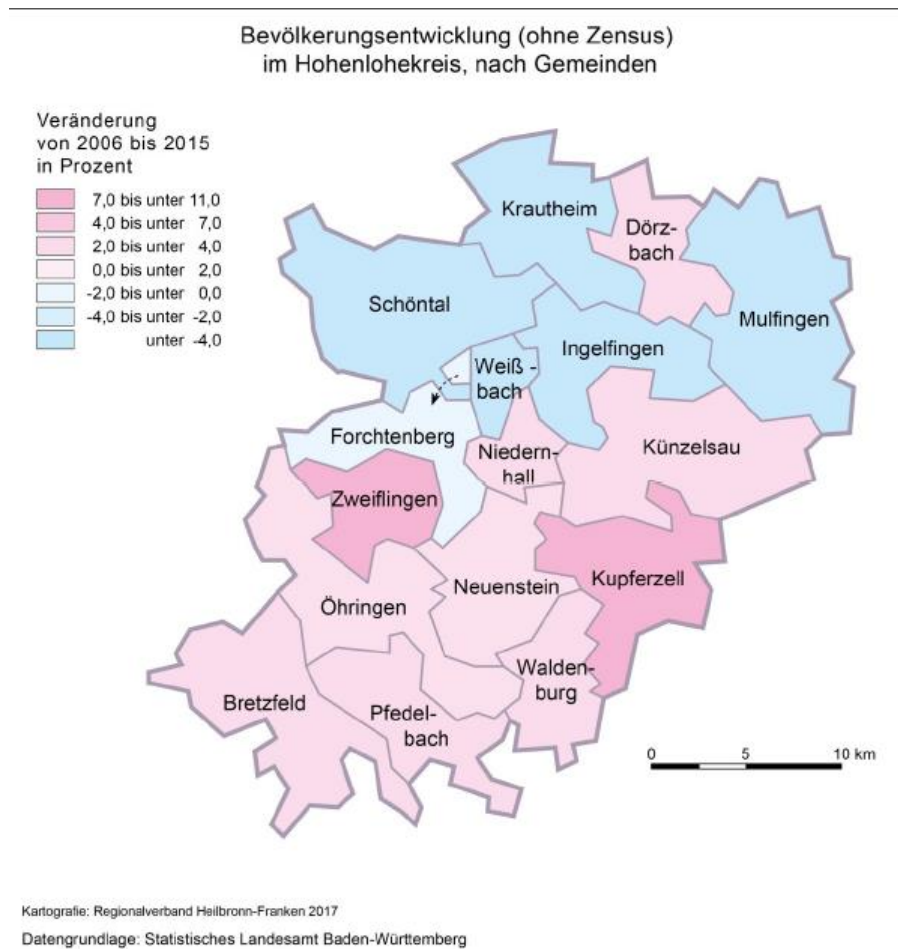 Bevölkerungsentwicklung (ohne Zensus)
im Hohenlohekreis, nach Gemeinden
Veränderung
von 2006 bis 2015
in Prozent
7,0 bis unter 11,0
4,0 bis unter 7,0
2,0 bis unter 4,0
0,0 bis unter 2,0
-2,0 bis unter 0,0
-4,0 bis unter -2,0
unter -4,0
Krautheim
Dörz-
bach
Schöntal
Mulfingen
Ingelfingen
Weiß -
bach
Forchtenberg
Niedern-
hall
Künzelsau
Zweiflingen
Neuenstein
Kupferzell
Öhringen
Walden-
burg
Bretzfeld
Pfedel-
bach
0 5 10 km
Kartografie: Regionalverband Heilbronn-Franken 2017
Datengrundlage: Statistisches Landesamt Baden-Württemberg